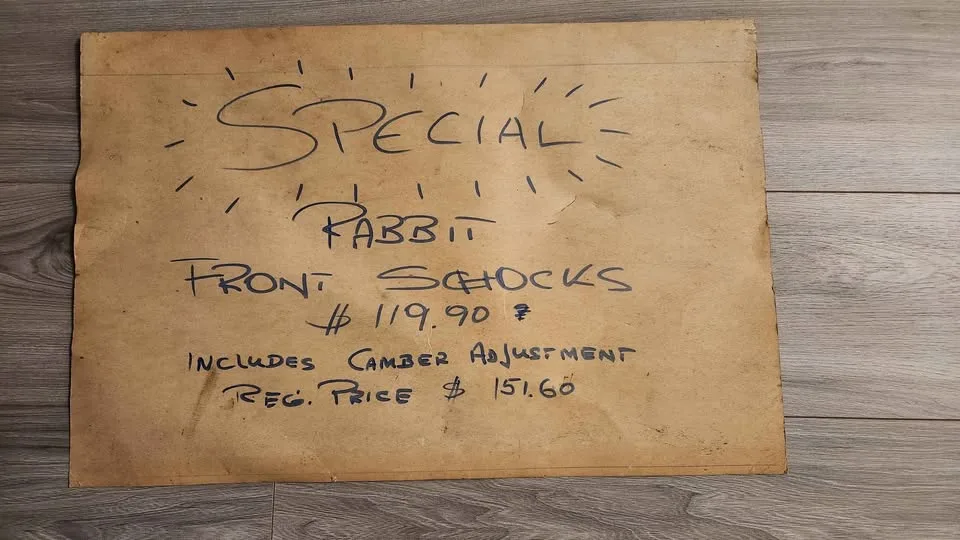 SPECIAL
RABBIT
FRONT SCHOCKS
$ 119.90
INCLUDES CAMBER ADJUSTMENT
REG. PRICE $ 151.60